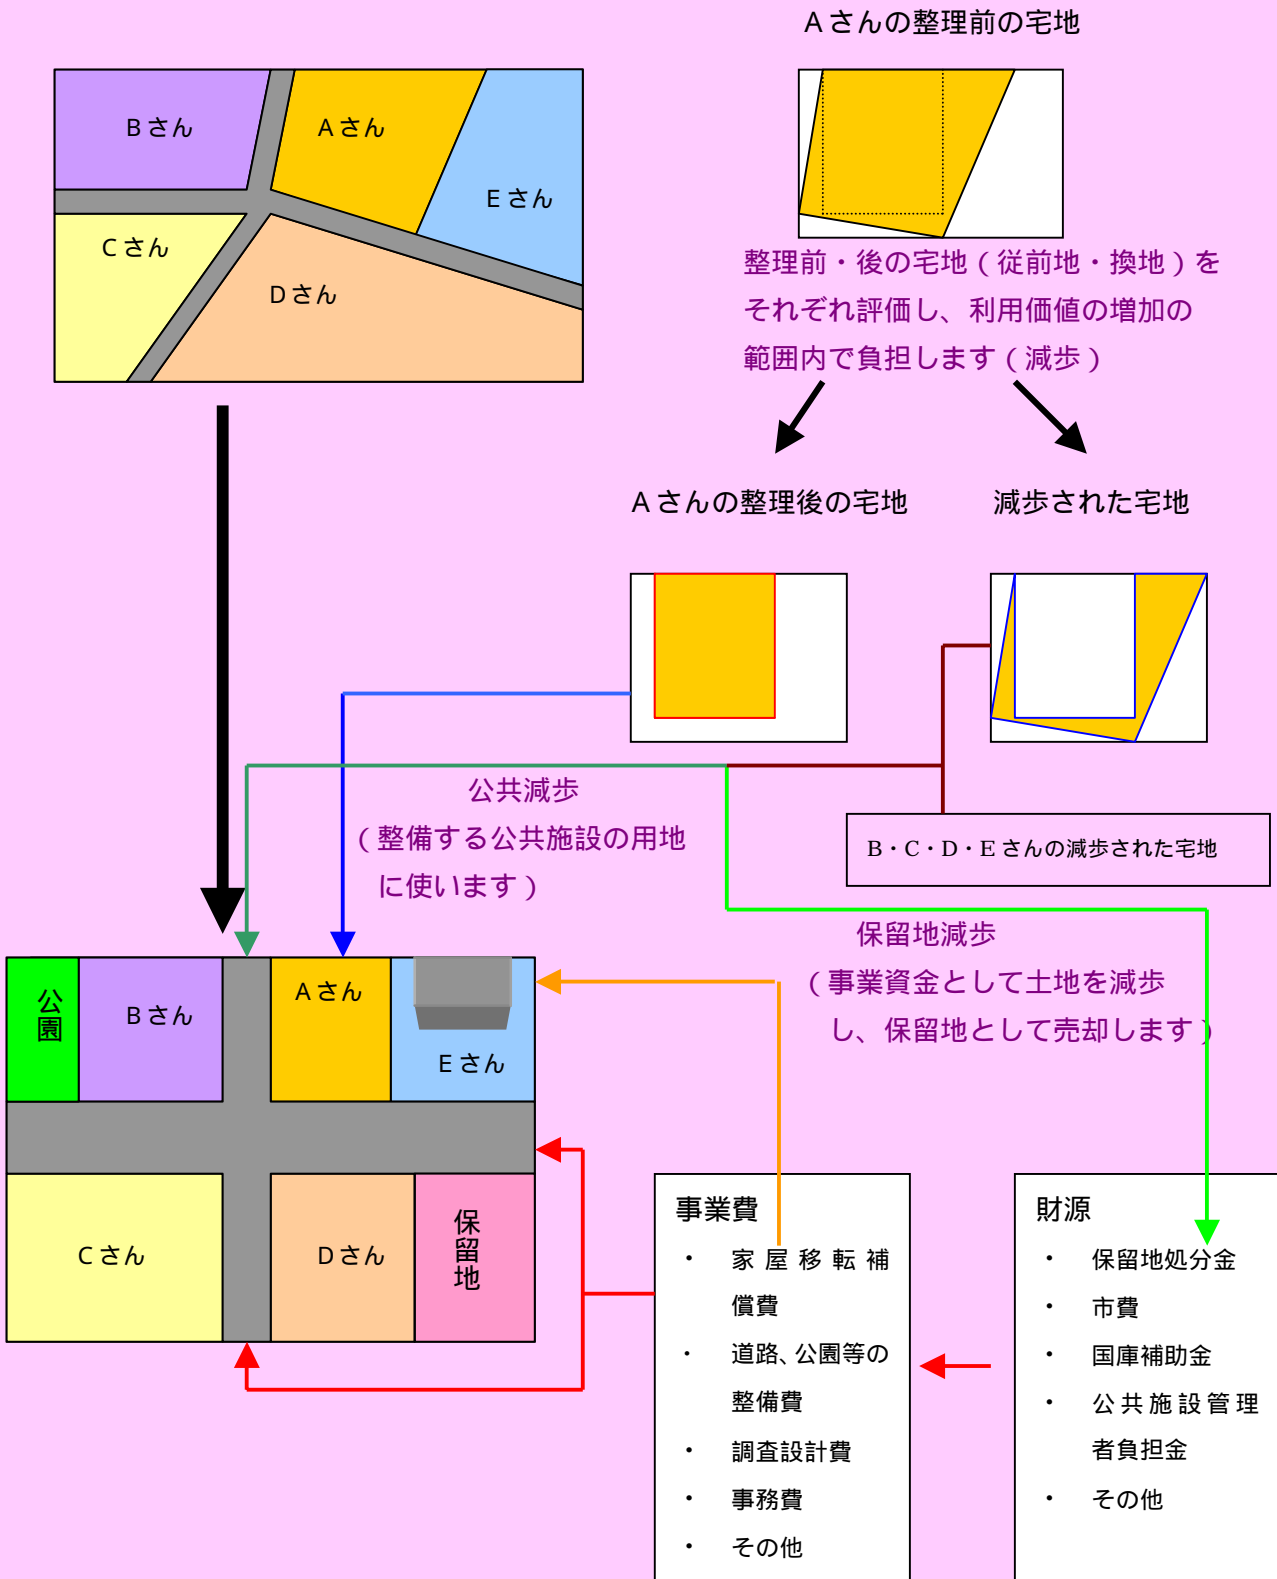 Aさんの整理前の宅地
Bさん
Aさん
Eさん
Cさん
Dさん
整理前・後の宅地(従前地・換地)を
それぞれ評価し、利用価値の増加の
範囲内で負担します(減歩)
Aさんの整理後の宅地
減歩された宅地
公共減歩
(整備する公共施設の用地
に使います)
B・C・D・Eさんの減歩された宅地
保留地減歩
(事業資金として土地を減歩
し、保留地として売却します)
公園
Bさん
Aさん
Eさん
Cさん
Dさん
保留地
事業費
・ 家屋移転補
償費
・ 道路、公園等の
整備費
・ 調査設計費
・ 事務費
・ その他
財源
・ 保留地処分金
・ 市費
・ 国庫補助金
・ 公共施設管理
者負担金
・ その他